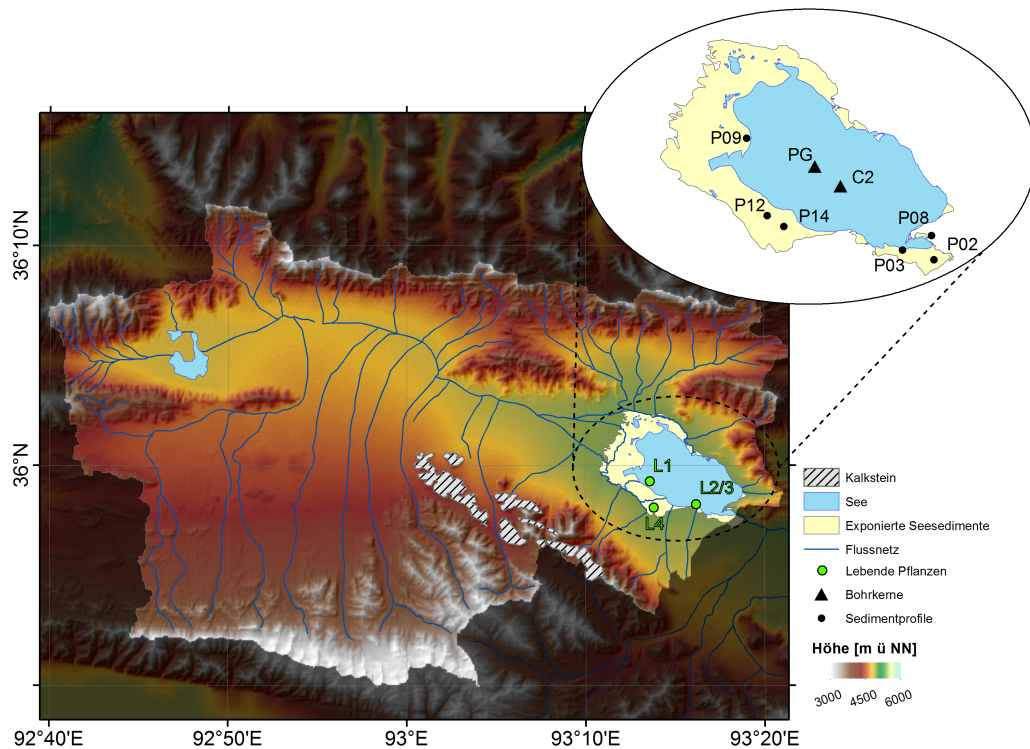 P09
PG
C2
P12
P14
P08
P02
P03
36°10'N
36°N
L1
L2/3
L4
Kalkstein
See
Exponierte Seesedimente
Flussnetz
Lebende Pflanzen
Bohrkerne
Sedimentprofile
Höhe [m ü NN]
3000 4500 6000
92°40'E 92°50'E 93°E 93°10'E 93°20'E